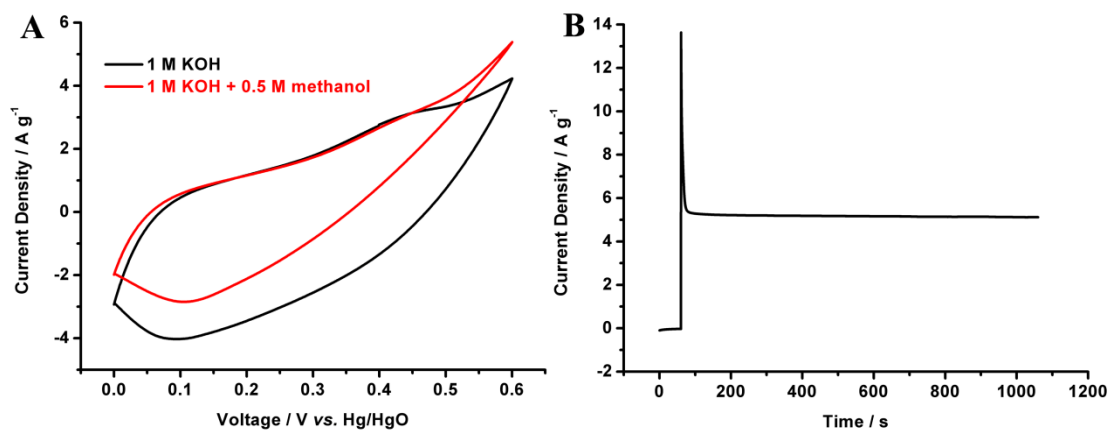 A
1 M KOH
1 M KOH + 0.5 M methanol
Current Density / A g⁻¹
6
4
2
0
-2
-4
0.0 0.1 0.2 0.3 0.4 0.5 0.6
Voltage / V vs. Hg/HgO
B
Current Density / A g⁻¹
14
12
10
8
6
4
2
0
-2
0 200 400 600 800 1000 1200
Time / s